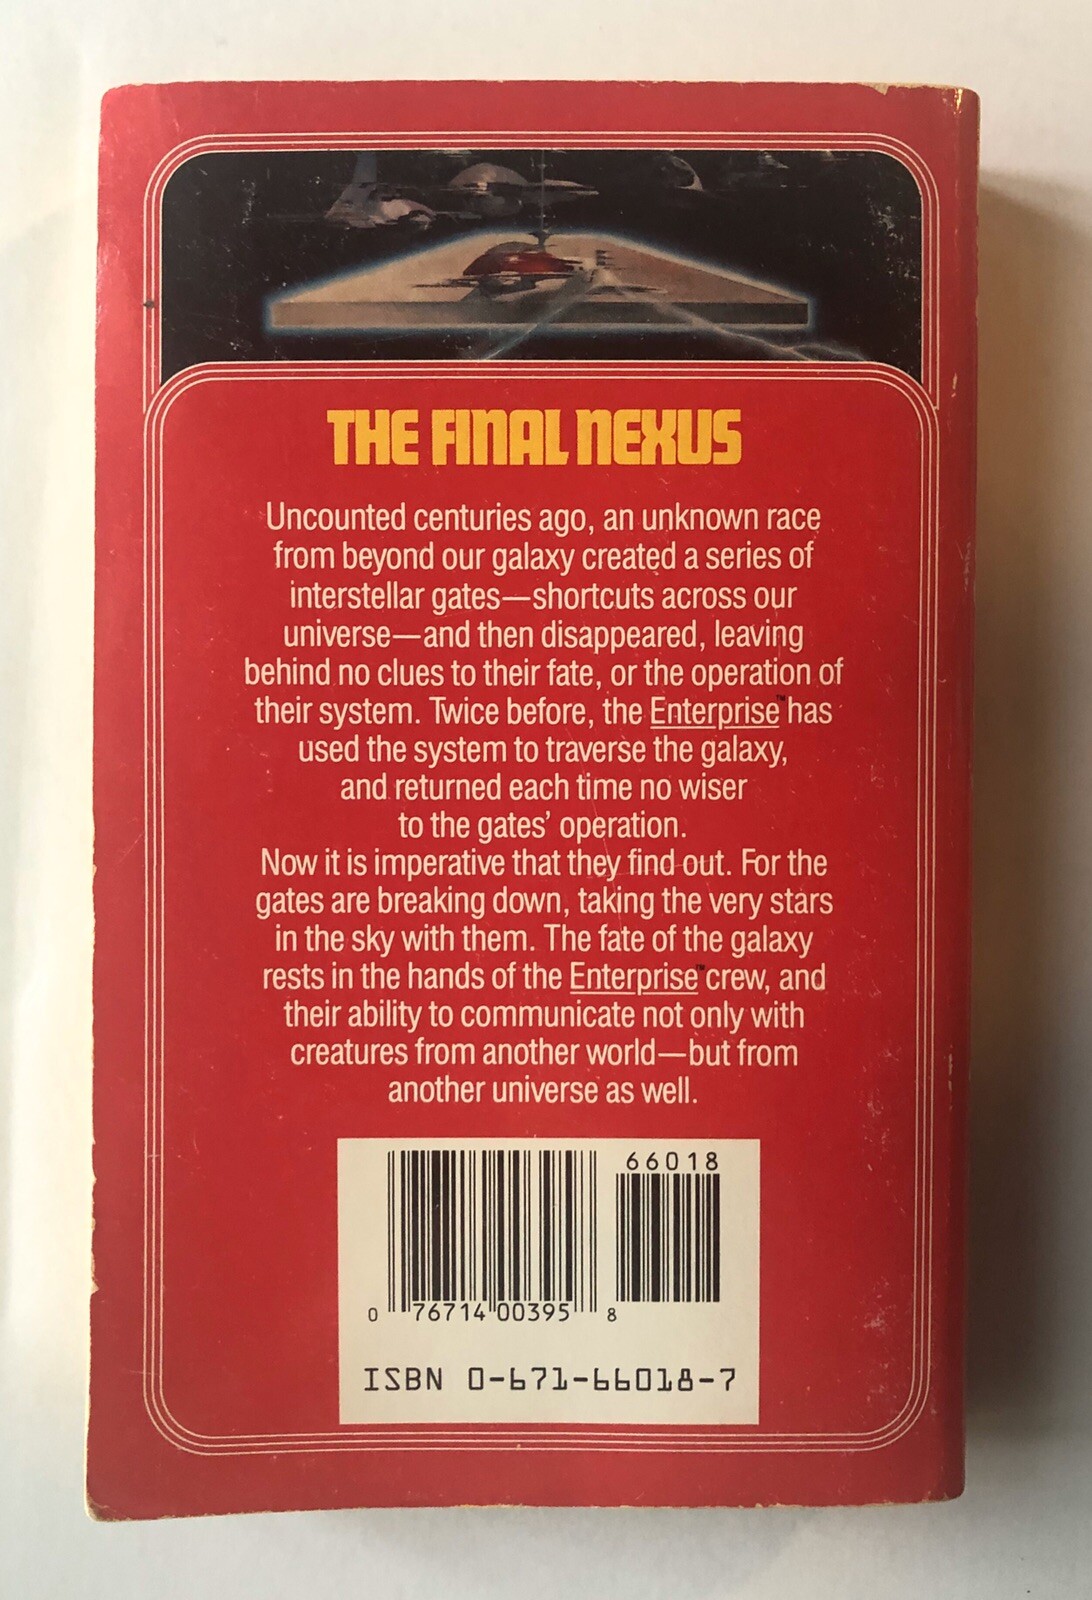 THE FINAL NEXUS
Uncounted centuries ago, an unknown race
from beyond our galaxy created a series of
interstellar gates—shortcuts across our
universe—and then disappeared, leaving
behind no clues to their fate, or the operation of
their system. Twice before, the Enterprise™ has
used the system to traverse the galaxy,
and returned each time no wiser
to the gates’ operation.
Now it is imperative that they find out. For the
gates are breaking down, taking the very stars
in the sky with them. The fate of the galaxy
rests in the hands of the Enterprise™ crew, and
their ability to communicate not only with
creatures from another world—but from
another universe as well.
66018
0 76714 00395 8
ISBN 0-671-66018-7